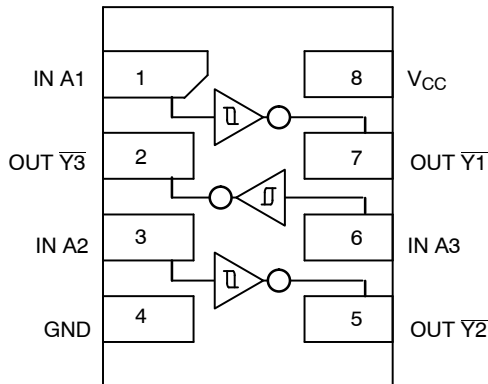 IN A1 1 8 VCC
OUT Y3 2 7 OUT Y1
IN A2 3 6 IN A3
GND 4 5 OUT Y2